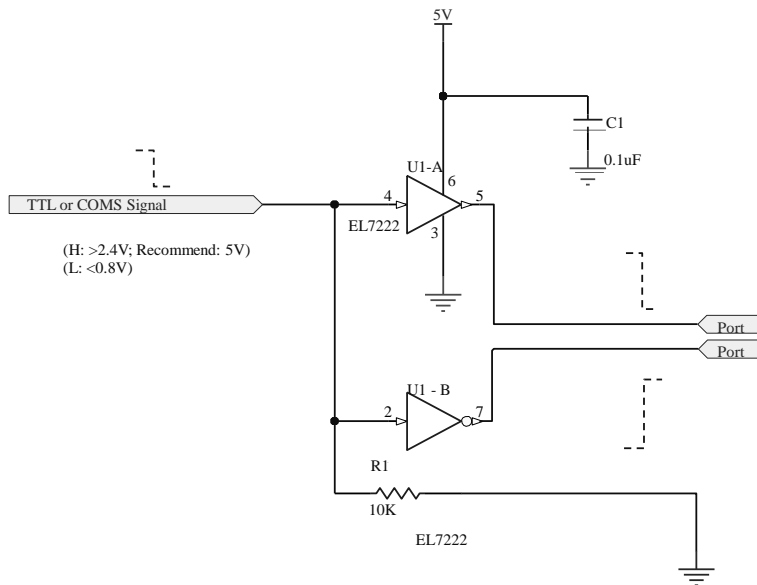 5V
C1
0.1uF
U1-A
6
4
5
EL7222
3
TTL or COMS Signal
(H: >2.4V; Recommend: 5V)
(L: <0.8V)
Port
Port
U1 - B
2
7
R1
10K
EL7222